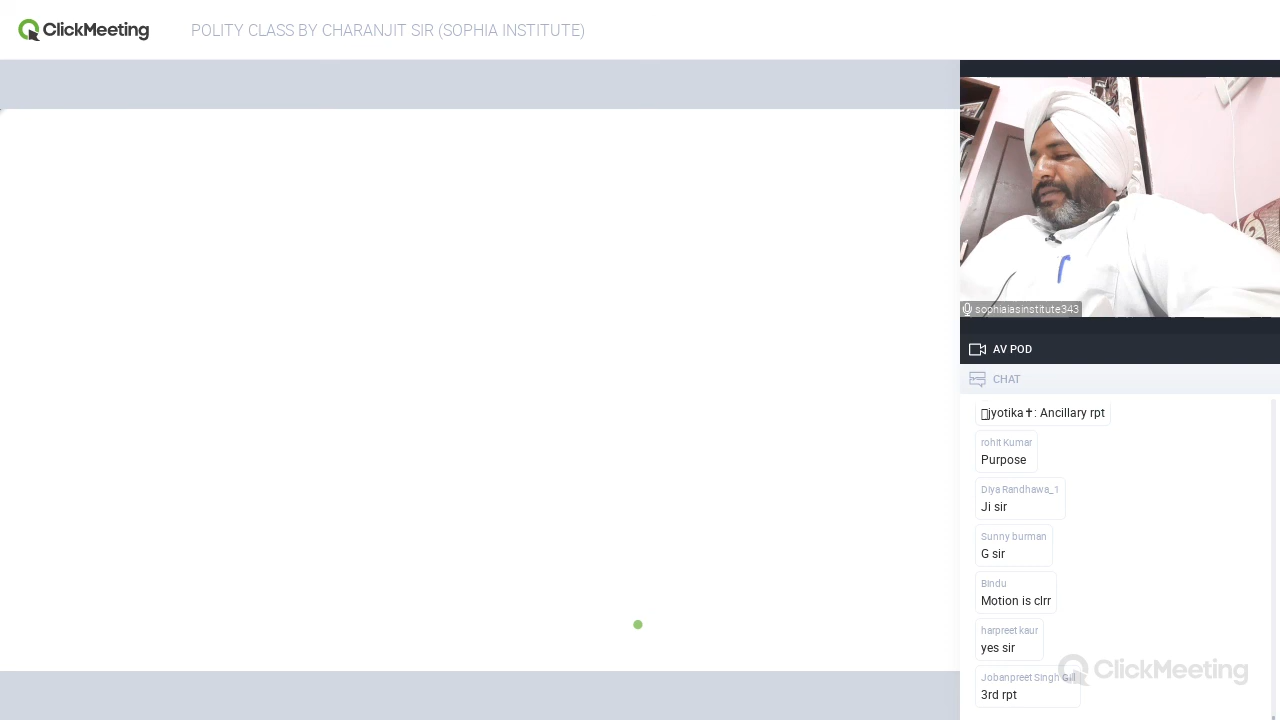 ClickMeeting
POLITY CLASS BY CHARANJIT SIR (SOPHIA INSTITUTE)
sophiaiasinstitute343
AV POD
CHAT
jyotika✝: Ancillary rpt
rohit Kumar
Purpose
Diya Randhawa_1
Ji sir
Sunny burman
G sir
Bindu
Motion is clrr
harpreet kaur
yes sir
Jobanpreet Singh Gill
3rd rpt
ClickMeeting